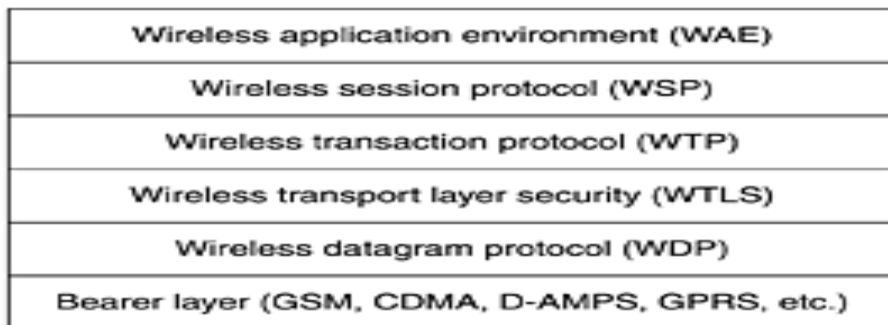 Wireless application environment (WAE)
Wireless session protocol (WSP)
Wireless transaction protocol (WTP)
Wireless transport layer security (WTLS)
Wireless datagram protocol (WDP)
Bearer layer (GSM, CDMA, D-AMPS, GPRS, etc.)